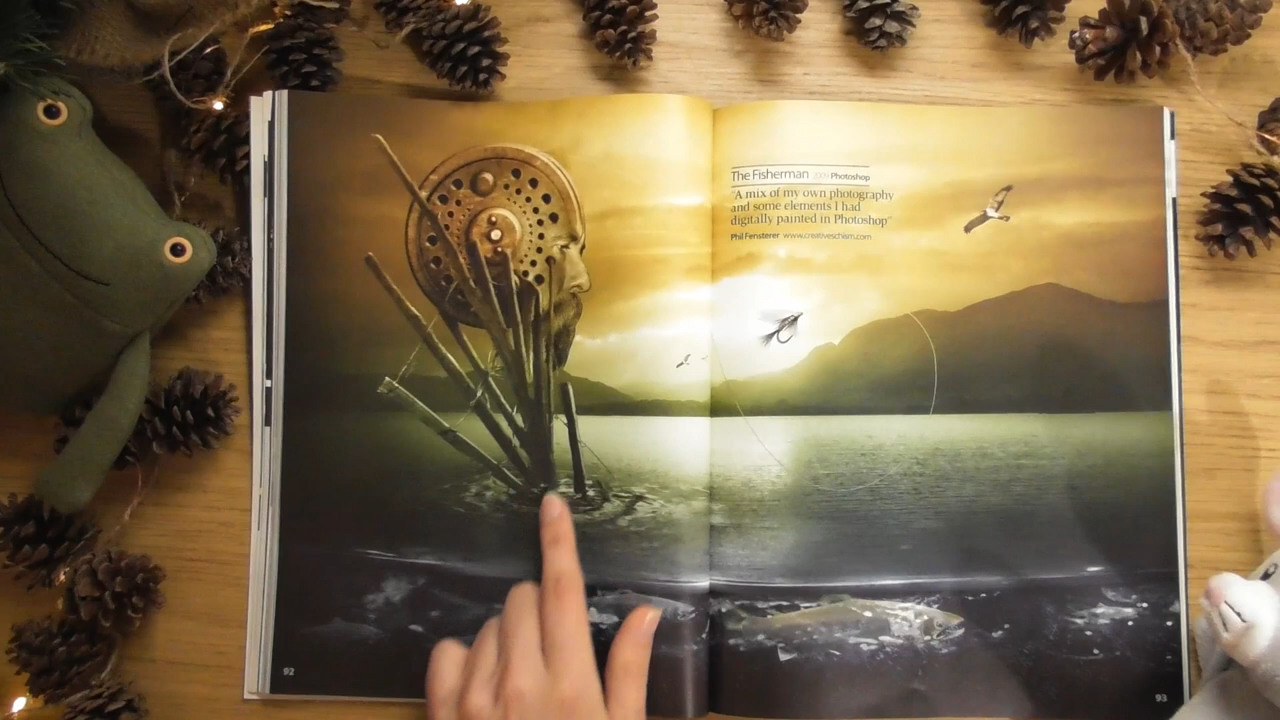 The Fisherman 2009 Photoshop
"A mix of my own photography
and some elements I had
digitally painted in Photoshop"
Phil Fensterer www.creativeschism.com
92
93